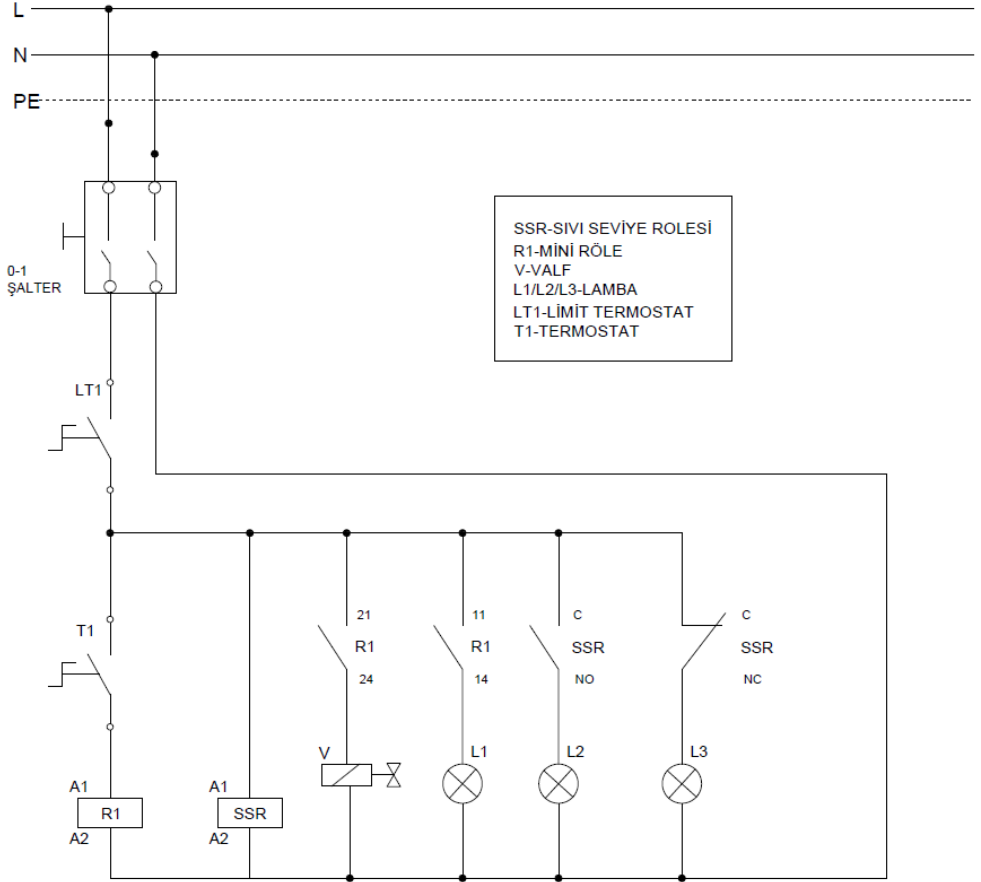 L
N
PE
0-1
ŞALTER
SSR-SIVI SEVİYE ROLESİ
R1-MİNİ RÖLE
V-VALF
L1/L2/L3-LAMBA
LT1-LİMİT TERMOSTAT
T1-TERMOSTAT
LT1
21
11
C
C
T1
R1
R1
SSR
SSR
24
14
NO
NC
V
L1
L2
L3
A1
A1
R1
SSR
A2
A2